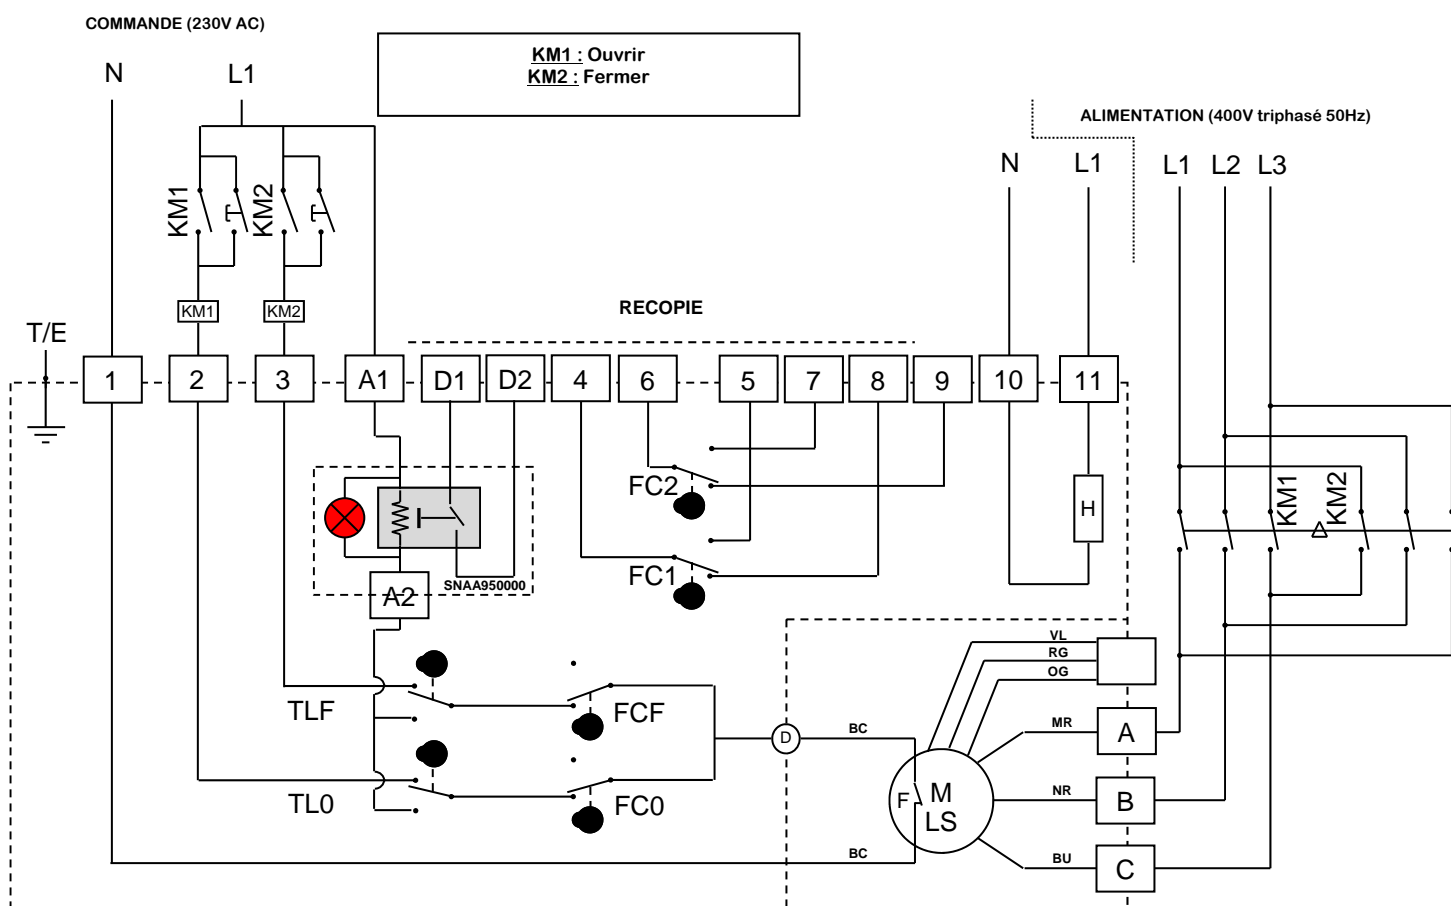 COMMANDE (230V AC)
KM1 : Ouvrir
KM2 : Fermer
N
L1
ALIMENTATION (400V triphasé 50Hz)
N
L1
L1
L2
L3
KM1
KM2
KM1
KM2
RECOPIE
T/E
1
2
3
A1
D1
D2
4
6
5
7
8
9
10
11
FC2
H
KM1
KM2
FC1
SNAA950000
A2
VL
RG
OG
TLF
FCF
D
BC
MR
A
TL0
FC0
F
M
LS
NR
B
BC
BU
C